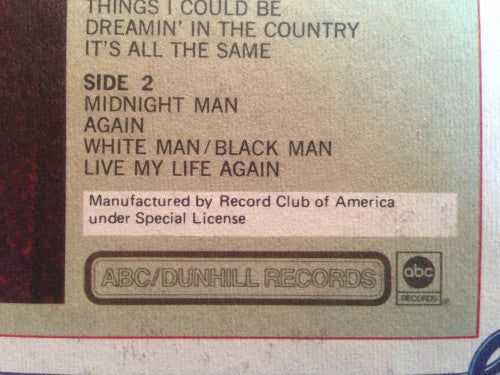 THINGS I COULD BE
DREAMIN' IN THE COUNTRY
IT'S ALL THE SAME
SIDE 2
MIDNIGHT MAN
AGAIN
WHITE MAN/BLACK MAN
LIVE MY LIFE AGAIN
Manufactured by Record Club of America
under Special License
ABC/DUNHILL RECORDS
abc
RECORDS